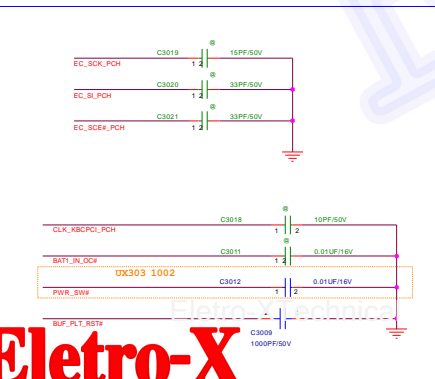 @
C3019 15PF/50V
EC_SCK_PCH 1 2
@
C3020 33PF/50V
EC_SI_PCH 1 2
@
C3021 33PF/50V
EC_SCE#_PCH 1 2
@
C3018 10PF/50V
CLK_KBCPCI_PCH 1 2
@
C3011 0.01UF/16V
BAT1_IN_OC# 1 2
UX303 1002
C3012 0.01UF/16V
PWR_SW# 1 2
Eletro-X Technica
BUF_PLT_RST#
C3009
1000PF/50V
Eletro-X